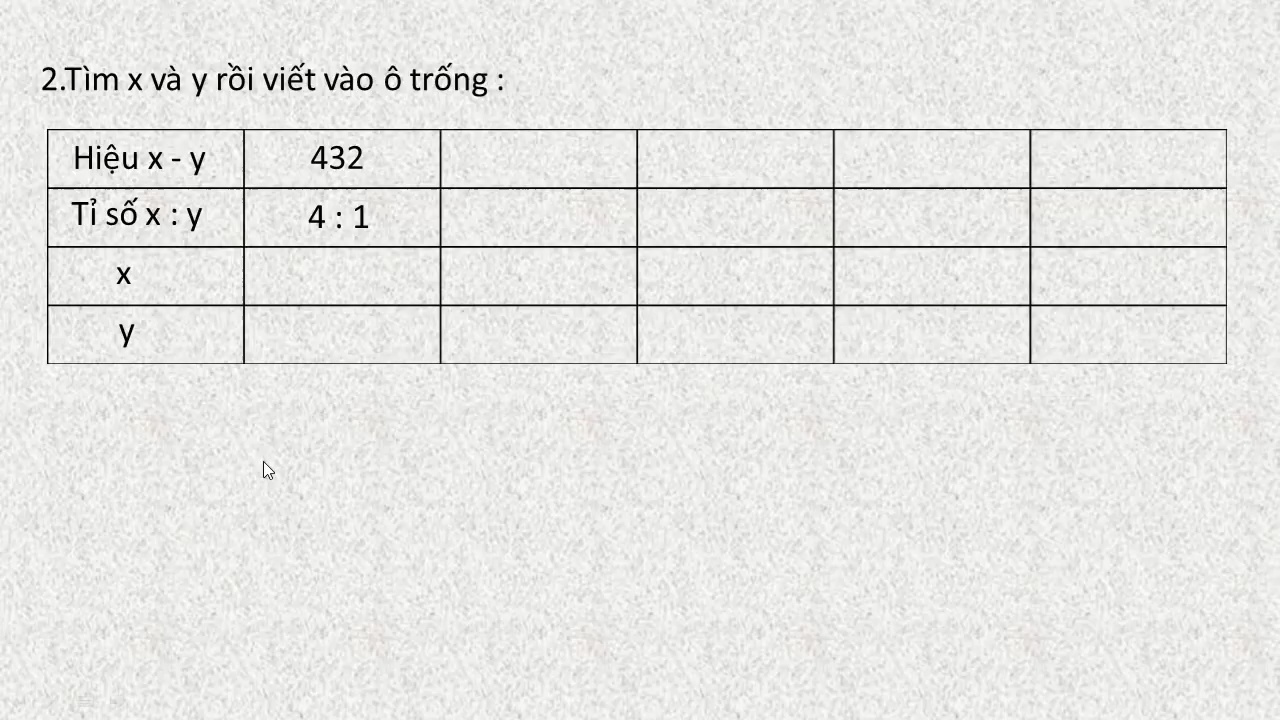 2.Tìm x và y rồi viết vào ô trống :
Hiệu x - y 432
Tỉ số x : y 4 : 1
x
y